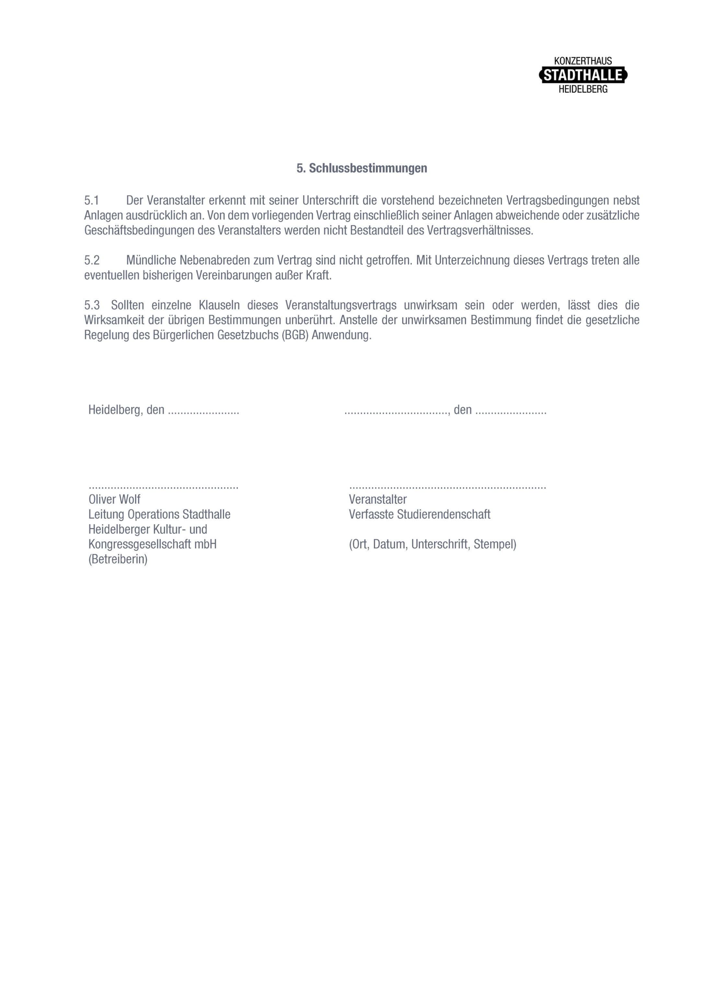 KONZERTHAUS
STADTHALLE
HEIDELBERG
5. Schlussbestimmungen
5.1 Der Veranstalter erkennt mit seiner Unterschrift die vorstehend bezeichneten Vertragsbedingungen nebst
Anlagen ausdrücklich an. Von dem vorliegenden Vertrag einschließlich seiner Anlagen abweichende oder zusätzliche
Geschäftsbedingungen des Veranstalters werden nicht Bestandteil des Vertragsverhältnisses.
5.2 Mündliche Nebenabreden zum Vertrag sind nicht getroffen. Mit Unterzeichnung dieses Vertrags treten alle
eventuellen bisherigen Vereinbarungen außer Kraft.
5.3 Sollten einzelne Klauseln dieses Veranstaltungsvertrags unwirksam sein oder werden, lässt dies die
Wirksamkeit der übrigen Bestimmungen unberührt. Anstelle der unwirksamen Bestimmung findet die gesetzliche
Regelung des Bürgerlichen Gesetzbuchs (BGB) Anwendung.
Heidelberg, den ....................... ................................., den .......................
................................................ ...............................................................
Oliver Wolf Veranstalter
Leitung Operations Stadthalle Verfasste Studierendenschaft
Heidelberger Kultur- und
Kongressgesellschaft mbH (Ort, Datum, Unterschrift, Stempel)
(Betreiberin)